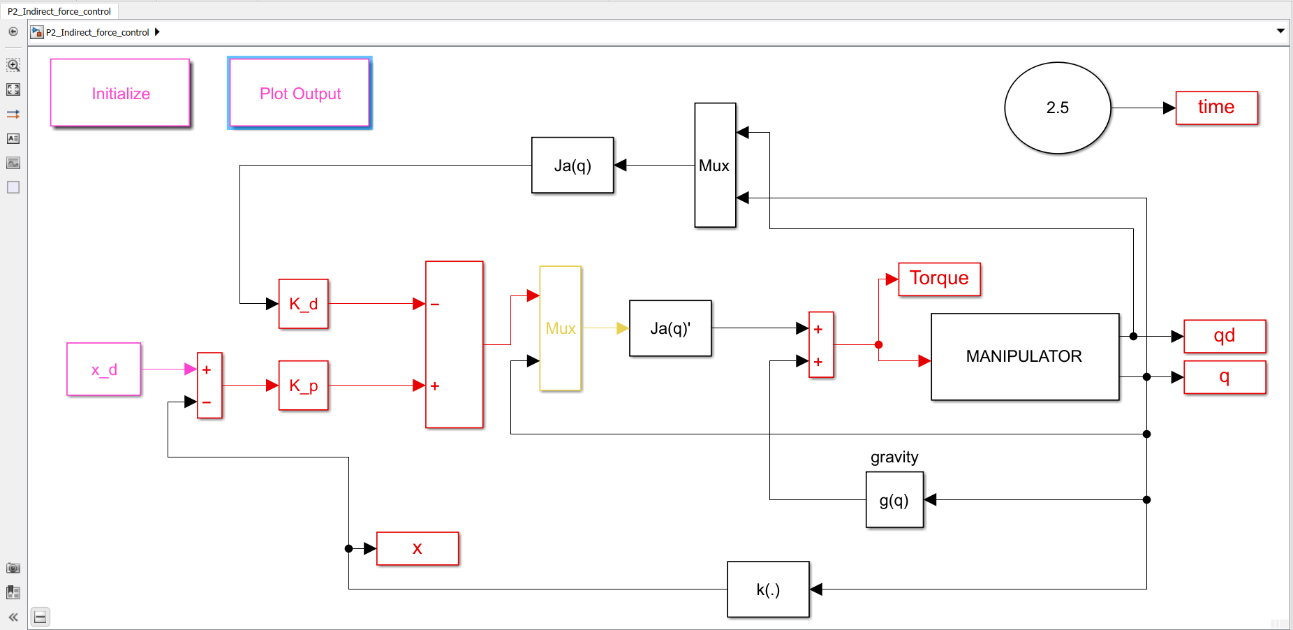 P2_Indirect_force_control
P2_Indirect_force_control
Initialize
Plot Output
2.5
time
Ja(q)
Mux
Torque
K_d
−
Mux
Ja(q)'
+
+
MANIPULATOR
qd
q
x_d
+
−
K_p
+
gravity
g(q)
x
k(.)